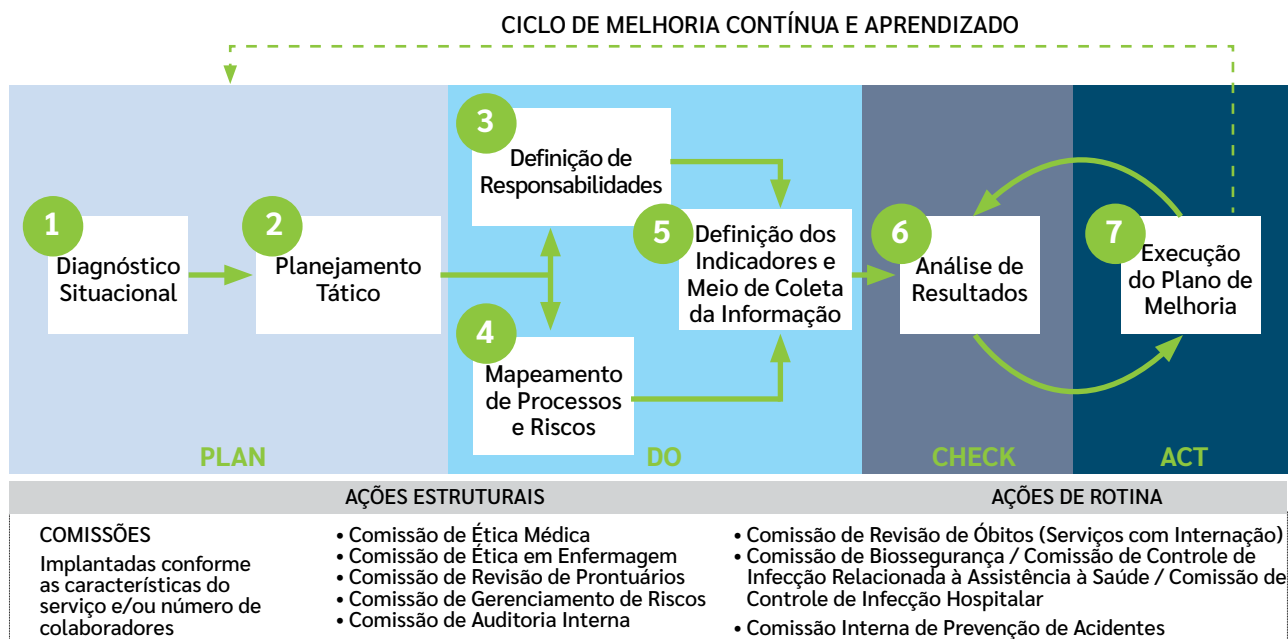 CICLO DE MELHORIA CONTÍNUA E APRENDIZADO
1
Diagnóstico
Situacional
2
Planejamento
Tático
PLAN
3
Definição de
Responsabilidades
4
Mapeamento
de Processos
e Riscos
5
Definição dos
Indicadores e
Meio de Coleta
da Informação
DO
6
Análise de
Resultados
CHECK
7
Execução
do Plano de
Melhoria
ACT
AÇÕES ESTRUTURAIS
AÇÕES DE ROTINA
COMISSÕES
Implantadas conforme
as características do
serviço e/ou número de
colaboradores
• Comissão de Ética Médica
• Comissão de Ética em Enfermagem
• Comissão de Revisão de Prontuários
• Comissão de Gerenciamento de Riscos
• Comissão de Auditoria Interna
• Comissão de Revisão de Óbitos (Serviços com Internação)
• Comissão de Biossegurança / Comissão de Controle de
Infecção Relacionada à Assistência à Saúde / Comissão de
Controle de Infecção Hospitalar
• Comissão Interna de Prevenção de Acidentes